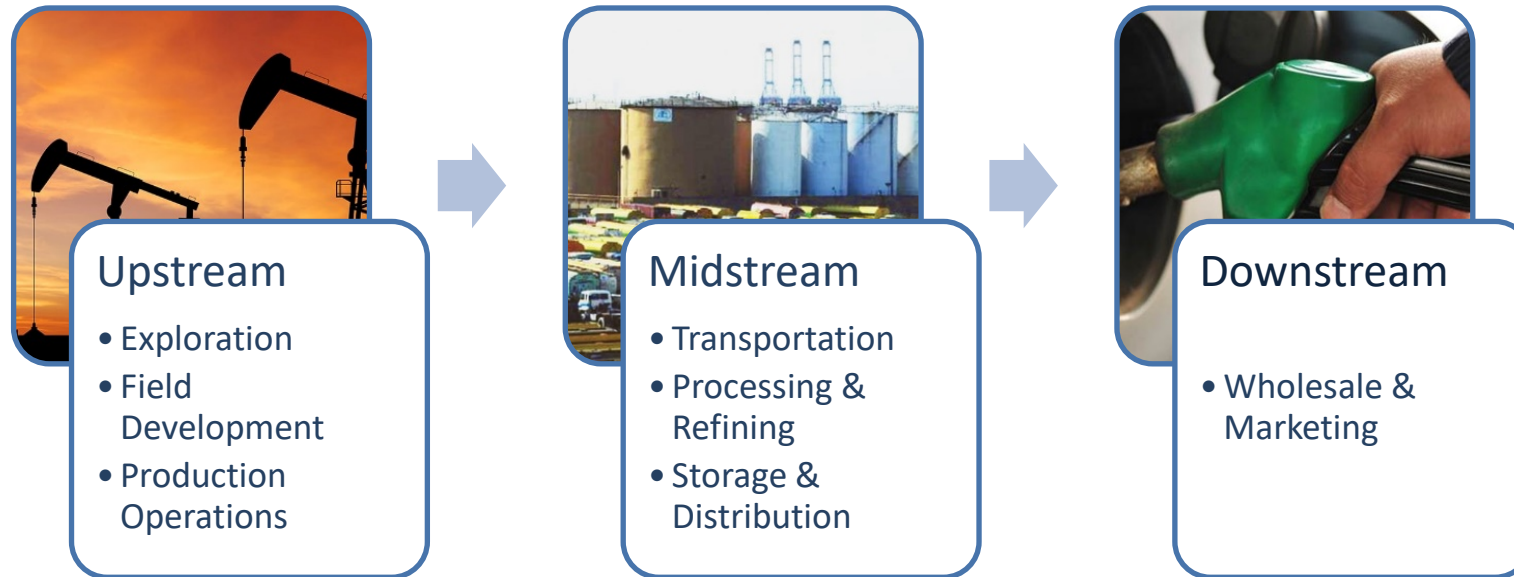 Upstream
• Exploration
• Field
Development
• Production
Operations
Midstream
• Transportation
• Processing &
Refining
• Storage &
Distribution
Downstream
• Wholesale &
Marketing